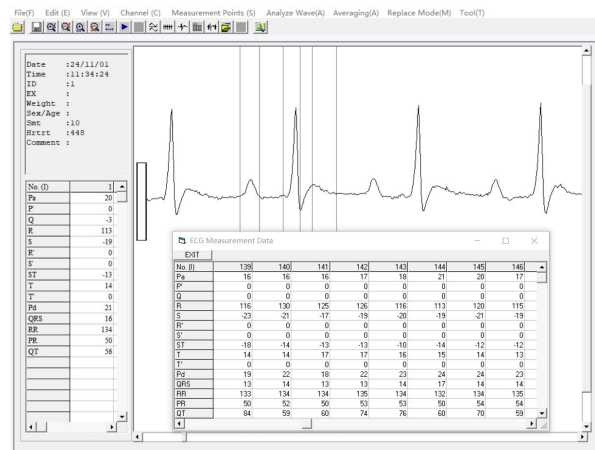 File(F) Edit (E) View (V) Channel (C) Measurement Points (S) Analyze Wave(A) Averaging(A) Replace Mode(M) Tool(T)
Date :24/11/01
Time :11:34:24
ID :1
EX :
Weight :
Sex/Age :
Smt :10
Hrtrt :448
Comment :
No. (I) 1
Pa 20
P' 0
Q -3
R 113
S -19
R' 0
S' 0
ST -13
T 14
T' 0
Pd 21
QRS 16
RR 134
PR 50
QT 56
ECG Measurement Data
EXIT
No. (I) 139 140 141 142 143 144 145 146
Pa 16 16 16 17 18 21 20 17
P' 0 0 0 0 0 0 0 0
Q 0 0 0 0 0 0 0 0
R 116 130 125 126 116 113 120 115
S -23 -21 -17 -19 -20 -19 -21 -19
R' 0 0 0 0 0 0 0 0
S' 0 0 0 0 0 0 0 0
ST -18 -14 -13 -13 -10 -14 -12 -12
T 14 14 17 17 16 15 14 13
T' 0 0 0 0 0 0 0 0
Pd 19 22 18 22 23 24 24 23
QRS 13 14 13 13 14 17 14 14
RR 133 134 134 135 134 132 134 135
PR 50 52 50 53 53 50 54 54
QT 84 59 60 74 76 60 70 59